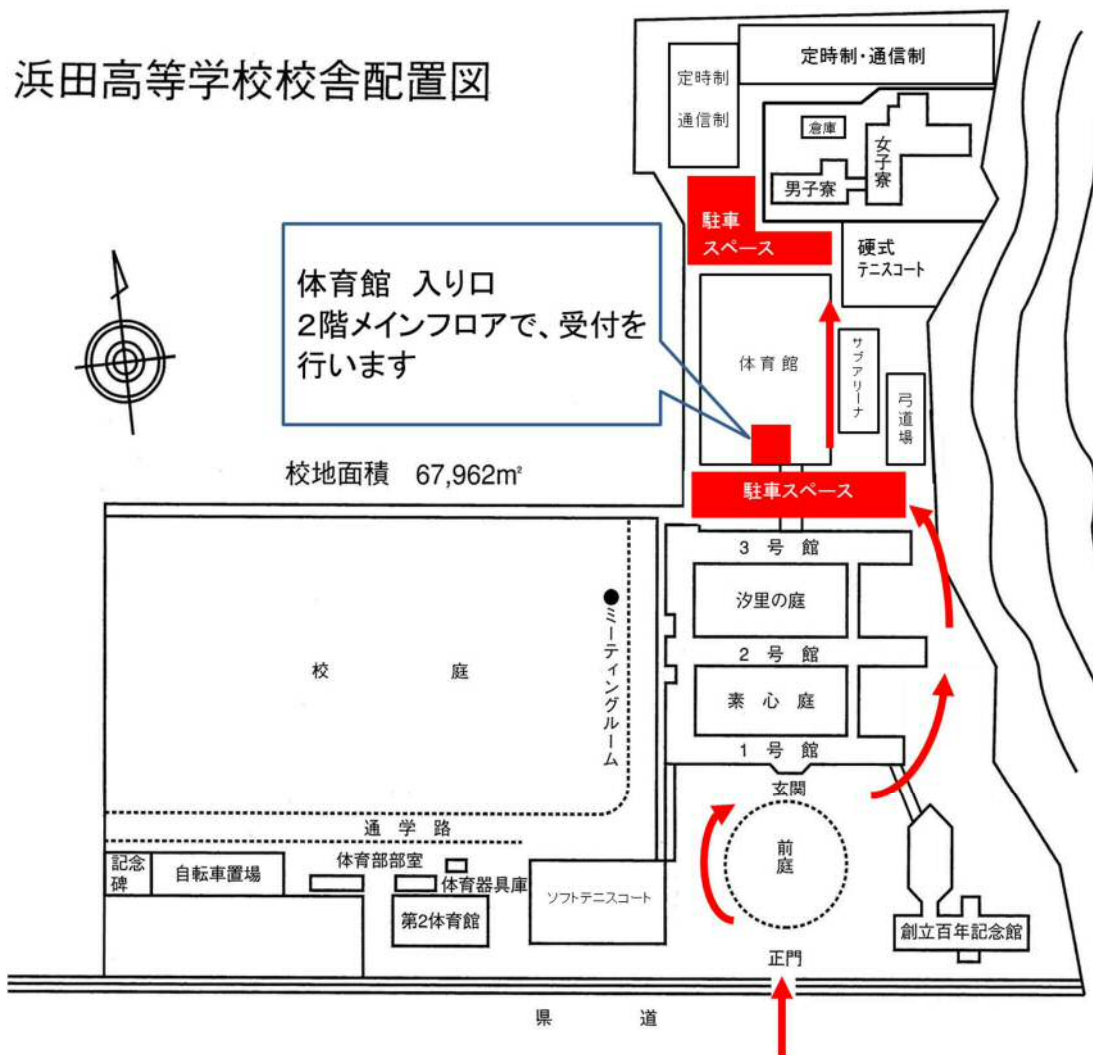 浜田高等学校校舎配置図
定時制・通信制
定時制
通信制
倉庫
女子寮
男子寮
駐車
スペース
硬式
テニスコート
体育館 入り口
2階メインフロアで、受付を
行います
体育館
サブアリーナ
弓道場
校地面積 67,962㎡
駐車スペース
3号館
汐里の庭
ミーティングルーム
2号館
校庭
素心庭
1号館
玄関
通学路
前庭
記念
碑
自転車置場
体育部部室
体育器具庫
ソフトテニスコート
第2体育館
創立百年記念館
正門
県道